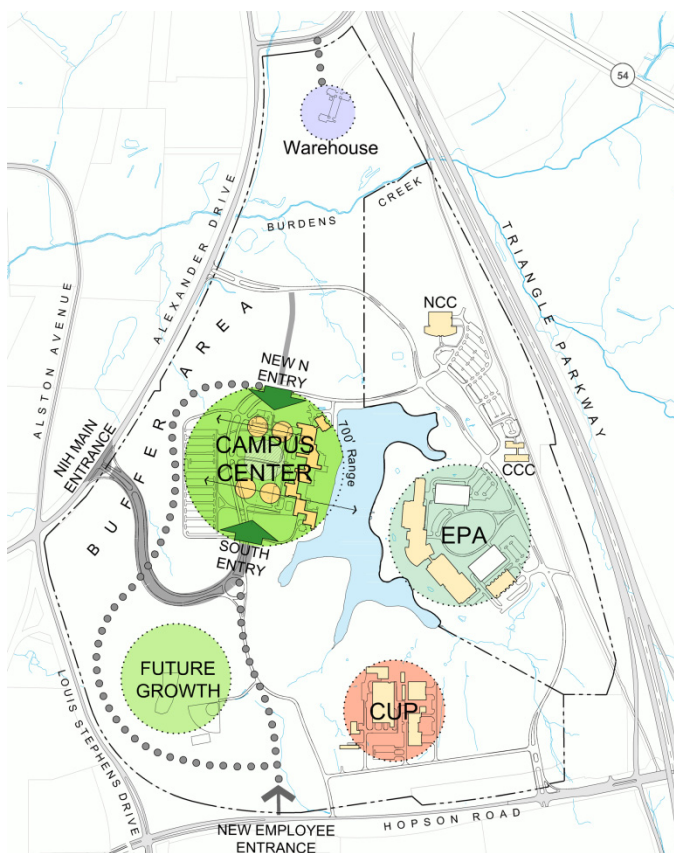 54
Warehouse
BURDENS
CREEK
ALEXANDER DRIVE
ALSTON AVENUE
TRIANGLE PARKWAY
NCC
BUFFER AREA
NEW N
ENTRY
CAMPUS
CENTER
700' Range
NIH MAIN
ENTRANCE
CCC
EPA
SOUTH
ENTRY
FUTURE
GROWTH
CUP
LOUIS STEPHENS DRIVE
NEW EMPLOYEE
ENTRANCE
HOPSON ROAD